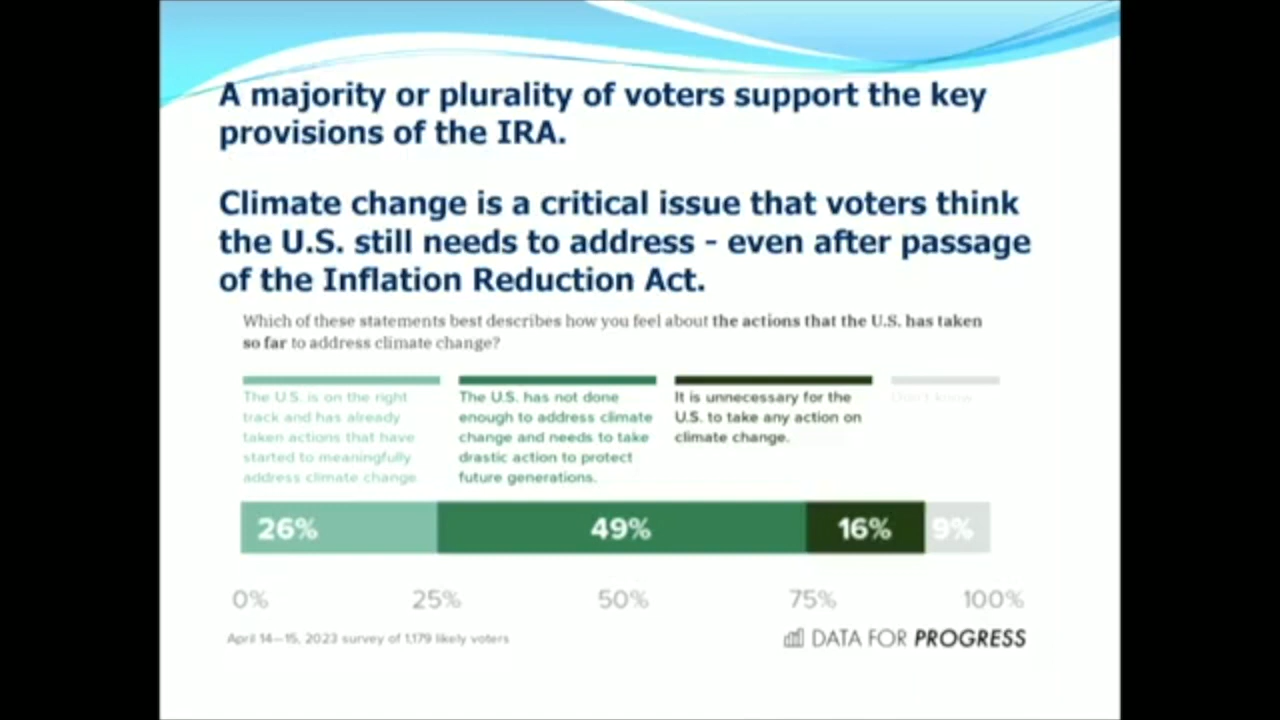 A majority or plurality of voters support the key
provisions of the IRA.
Climate change is a critical issue that voters think
the U.S. still needs to address - even after passage
of the Inflation Reduction Act.
Which of these statements best describes how you feel about the actions that the U.S. has taken
so far to address climate change?
The U.S. is on the right
track and has already
taken actions that have
started to meaningfully
address climate change.
The U.S. has not done
enough to address climate
change and needs to take
drastic action to protect
future generations.
It is unnecessary for the
U.S. to take any action on
climate change.
Don't know
26% 49% 16% 9%
0% 25% 50% 75% 100%
April 14–15, 2023 survey of 1,179 likely voters
DATA FOR PROGRESS